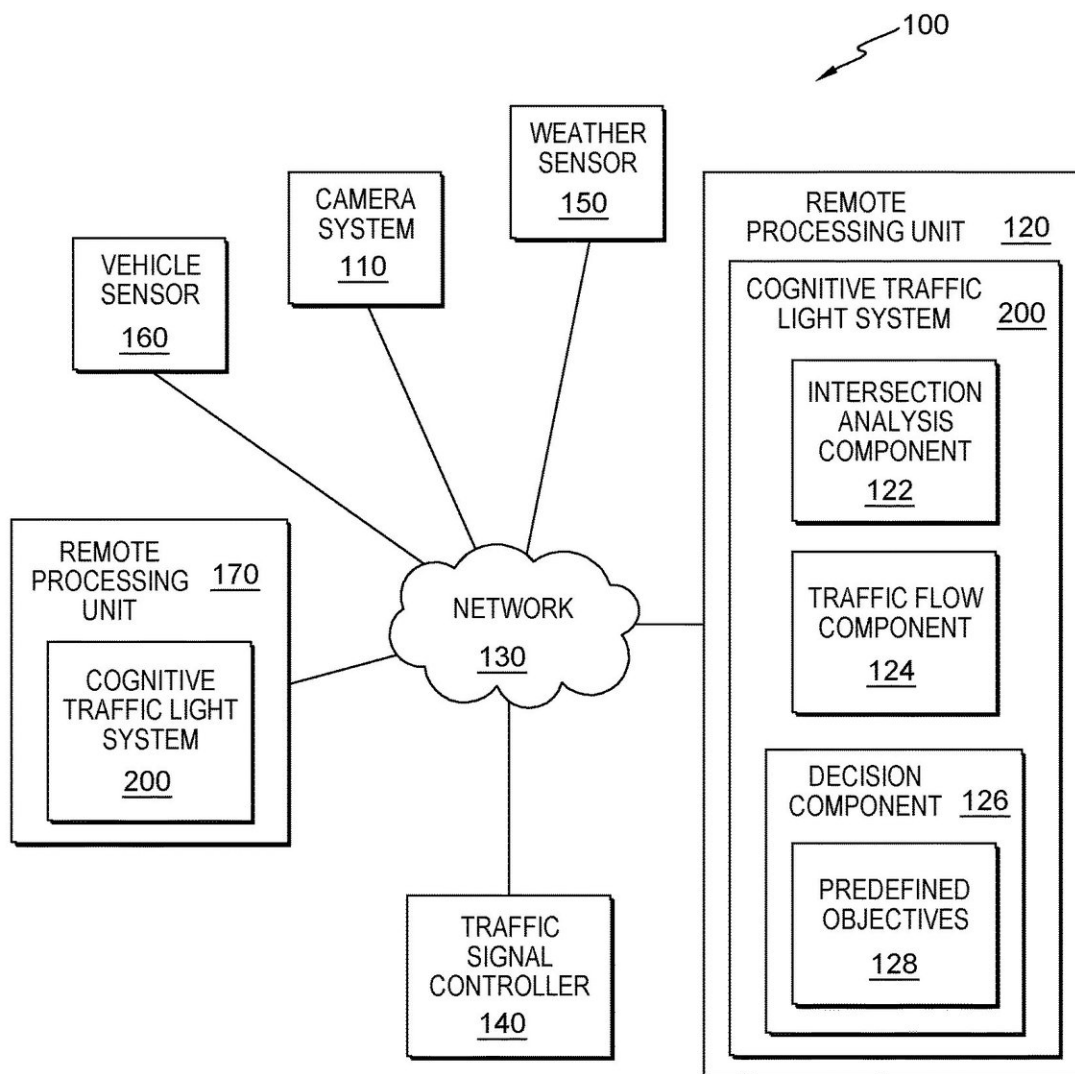 100
WEATHER
SENSOR
150
CAMERA
SYSTEM
110
VEHICLE
SENSOR
160
REMOTE
PROCESSING UNIT 120
COGNITIVE TRAFFIC
LIGHT SYSTEM 200
INTERSECTION
ANALYSIS
COMPONENT
122
TRAFFIC FLOW
COMPONENT
124
DECISION
COMPONENT 126
PREDEFINED
OBJECTIVES
128
NETWORK
130
REMOTE
PROCESSING 170
UNIT
COGNITIVE
TRAFFIC LIGHT
SYSTEM
200
TRAFFIC
SIGNAL
CONTROLLER
140